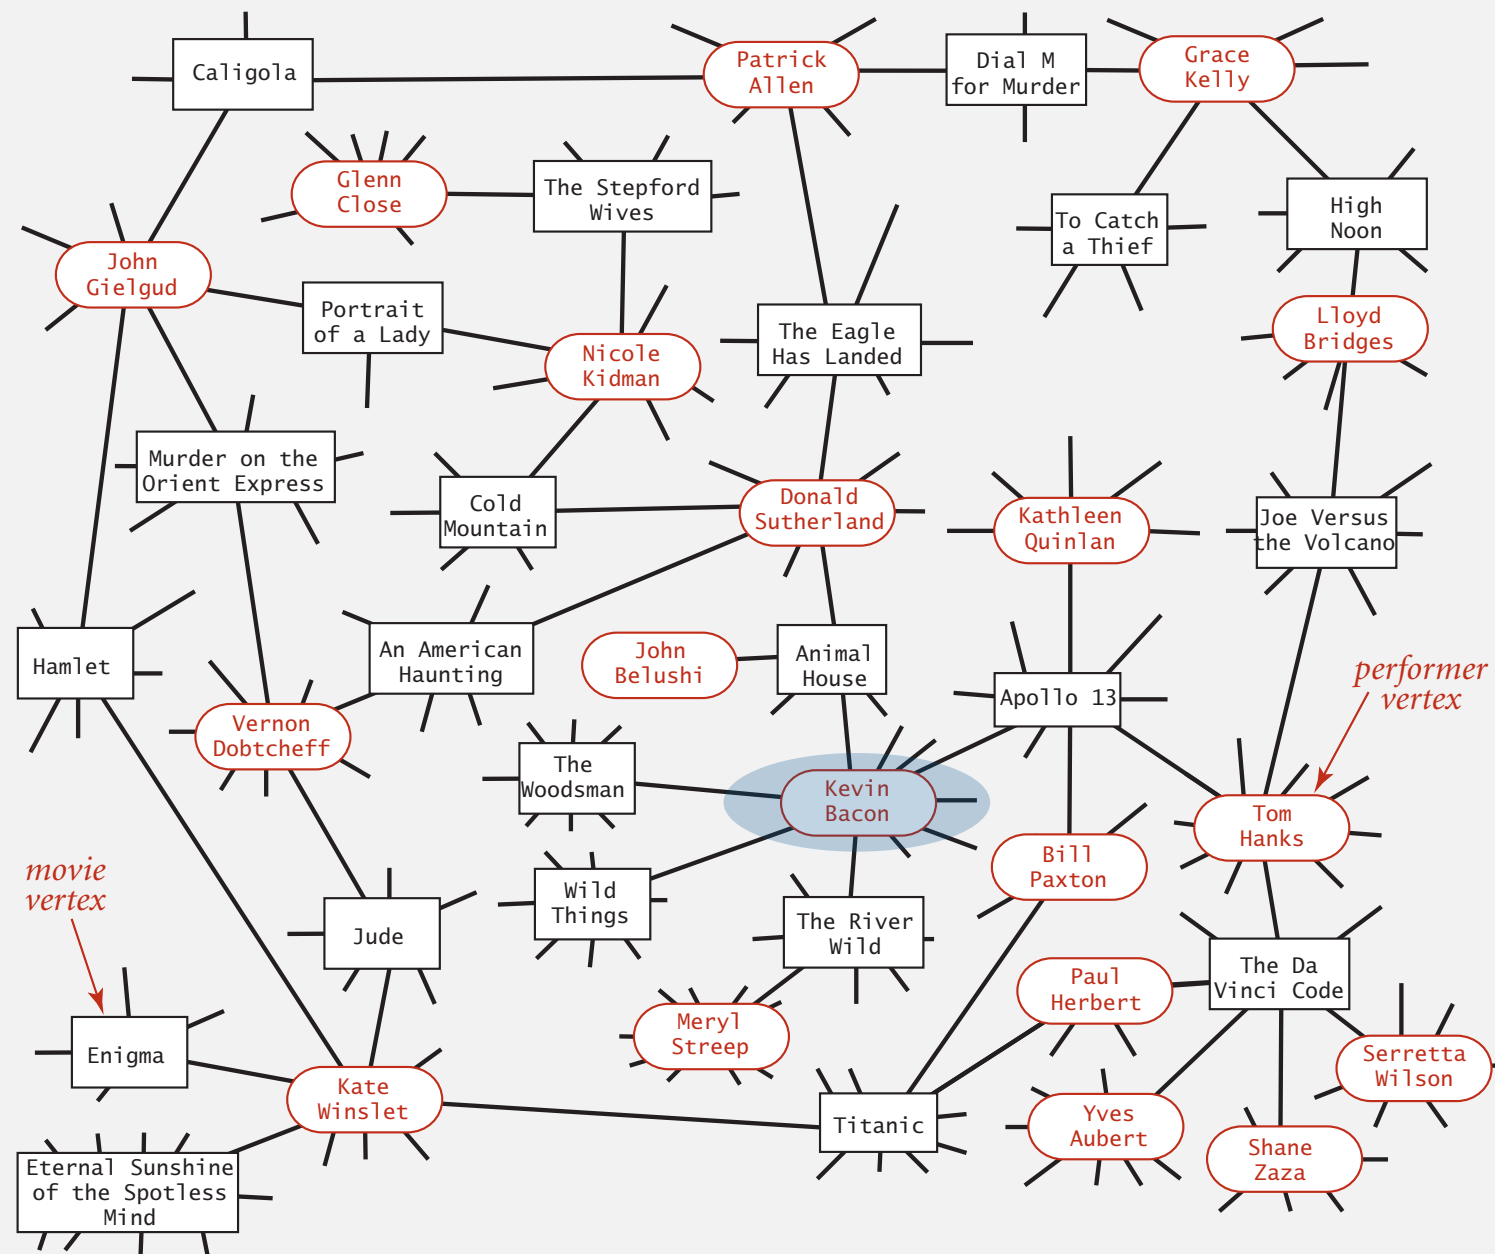 Caligola
Patrick
Allen
Dial M
for Murder
Grace
Kelly
Glenn
Close
The Stepford
Wives
To Catch
a Thief
High
Noon
John
Gielgud
Portrait
of a Lady
Nicole
Kidman
The Eagle
Has Landed
Lloyd
Bridges
Murder on the
Orient Express
Cold
Mountain
Donald
Sutherland
Kathleen
Quinlan
Joe Versus
the Volcano
Hamlet
An American
Haunting
John
Belushi
Animal
House
Apollo 13
performer
vertex
Vernon
Dobtcheff
The
Woodsman
Kevin
Bacon
Tom
Hanks
movie
vertex
Bill
Paxton
Wild
Things
Jude
The River
Wild
The Da
Vinci Code
Paul
Herbert
Enigma
Meryl
Streep
Serretta
Wilson
Kate
Winslet
Titanic
Yves
Aubert
Shane
Zaza
Eternal Sunshine
of the Spotless
Mind